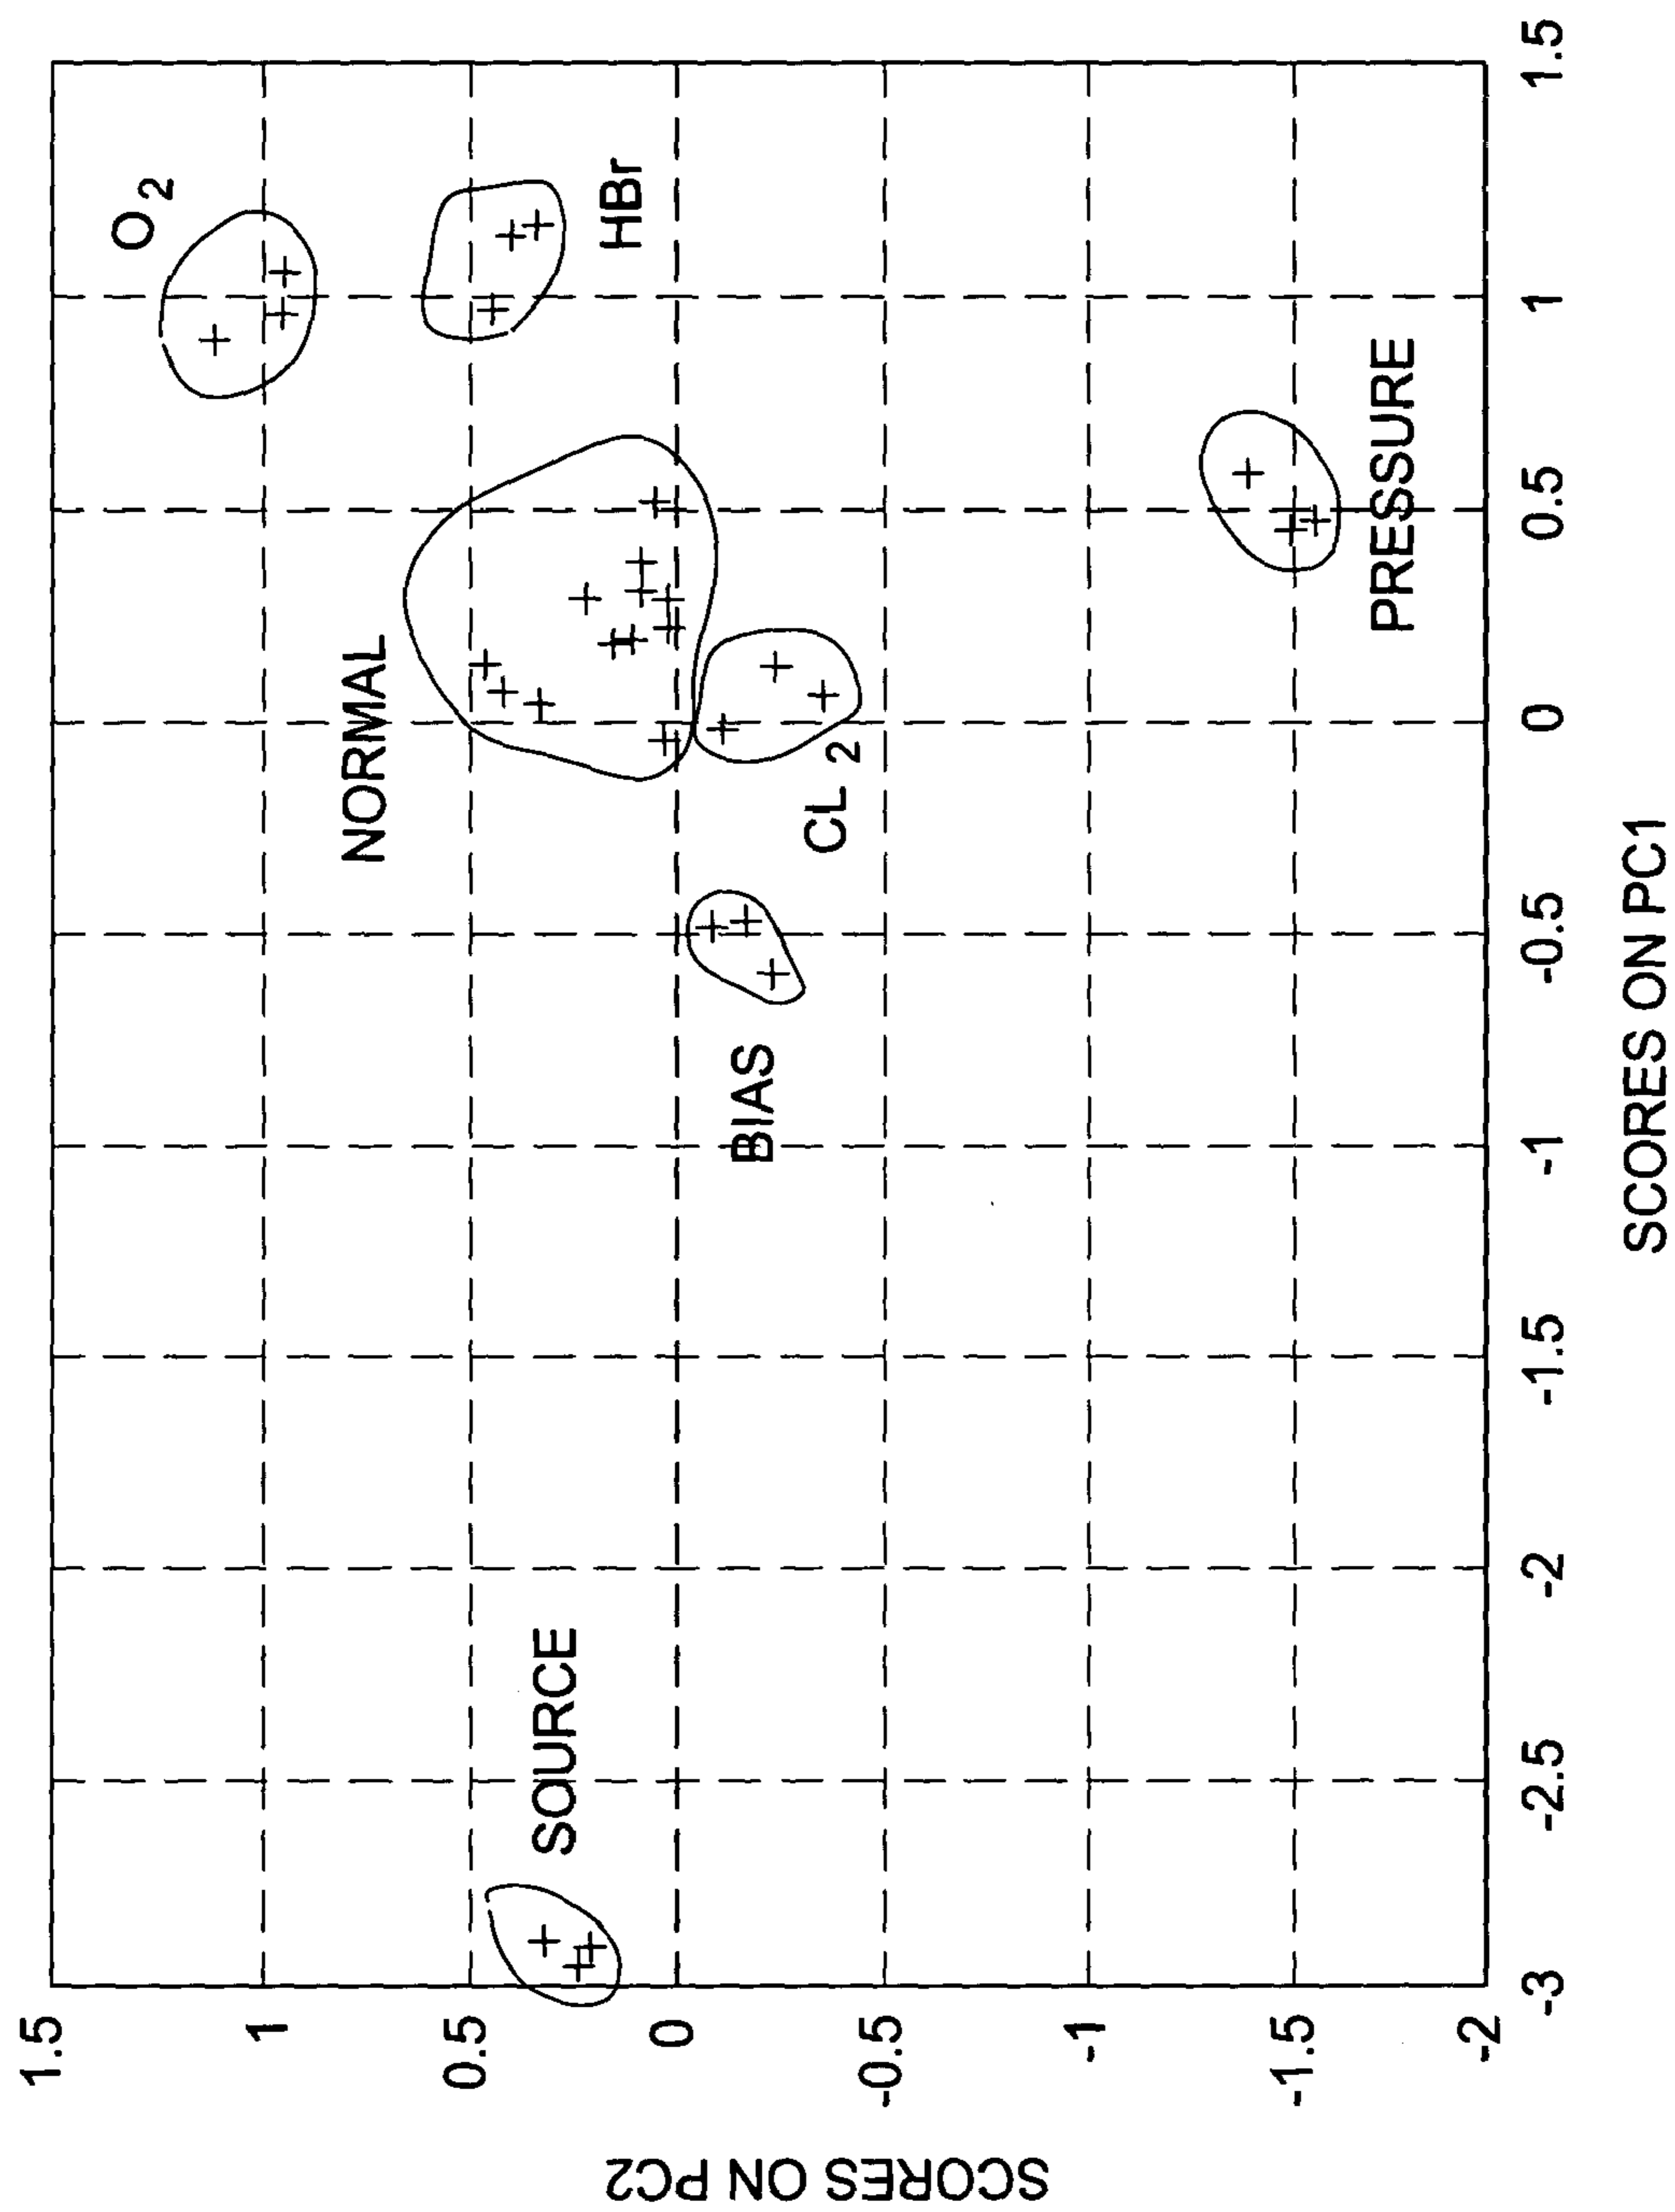 SCORES ON PC2
1.5
1
0.5
0
-0.5
-1
-1.5
-2
O 2
HBr
NORMAL
SOURCE
BIAS
CL 2
PRESSURE
-3
-2.5
-2
-1.5
-1
-0.5
0
0.5
1
1.5
SCORES ON PC1